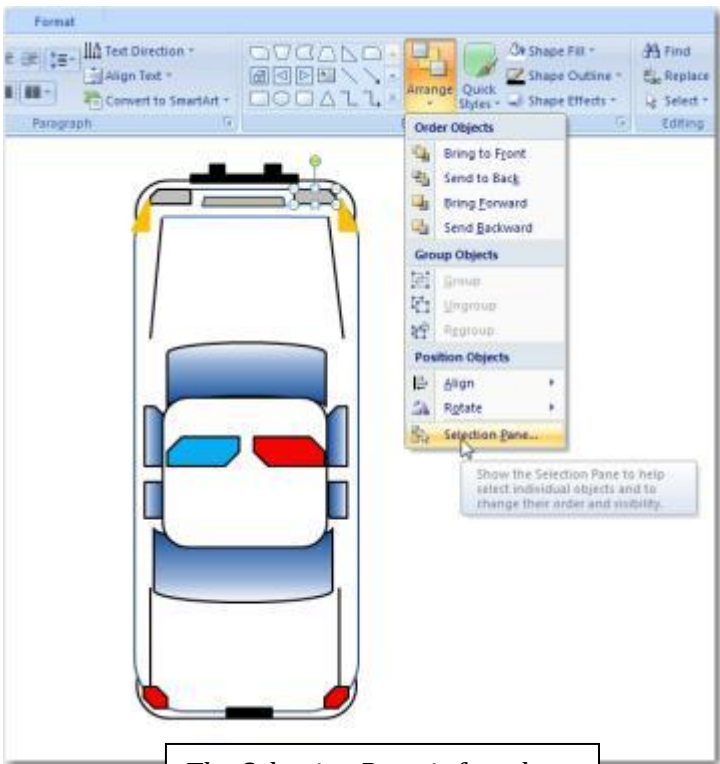 Format
Text Direction
Align Text
Convert to SmartArt
Paragraph
Arrange
Quick
Styles
Shape Fill
Shape Outline
Shape Effects
Find
Replace
Select
Editing
Order Objects
Bring to Front
Send to Back
Bring Forward
Send Backward
Group Objects
Group
Ungroup
Regroup
Position Objects
Align
Rotate
Selection Pane...
Show the Selection Pane to help
select individual objects and to
change their order and visibility.